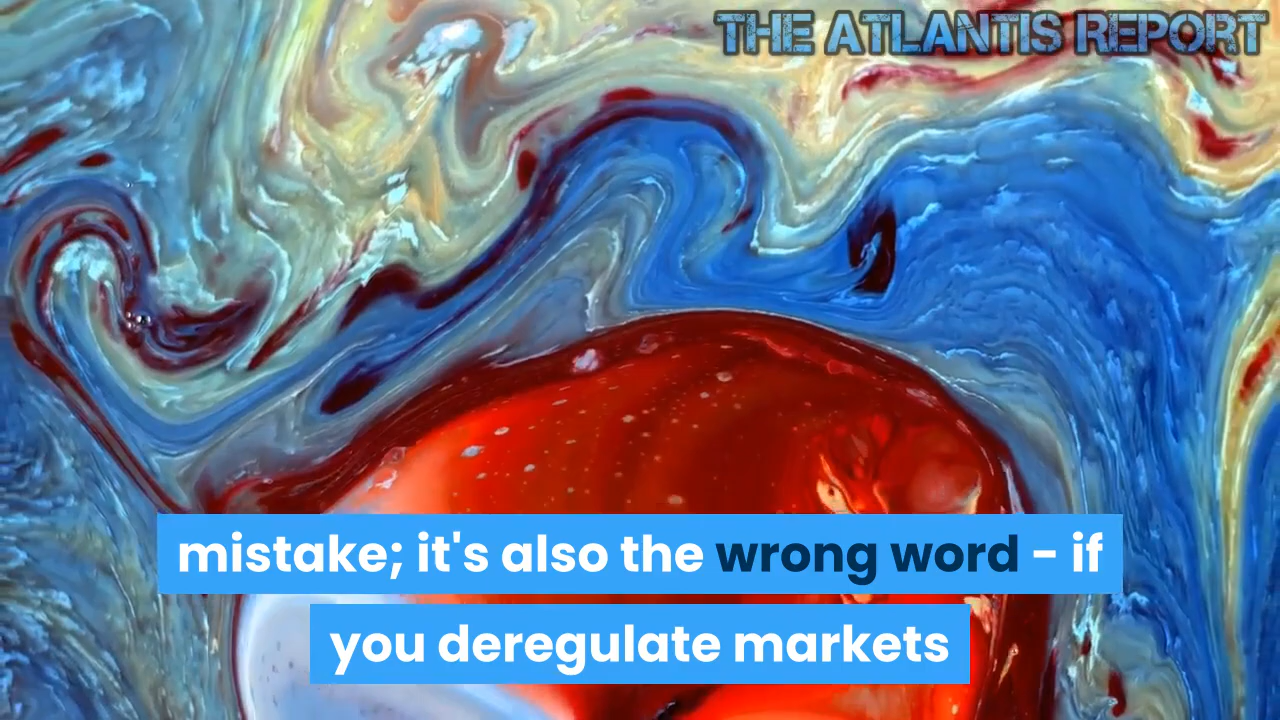 THE ATLANTIS REPORT
mistake; it's also the wrong word – if
you deregulate markets